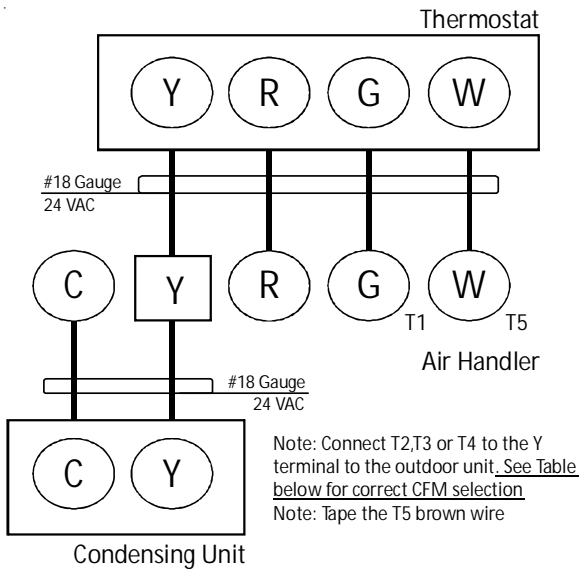 Thermostat
Y R G W
#18 Gauge
24 VAC
C Y R G W
T1 T5
Air Handler
#18 Gauge
24 VAC
C Y
Note: Connect T2,T3 or T4 to the Y
terminal to the outdoor unit. See Table
below for correct CFM selection
Note: Tape the T5 brown wire
Condensing Unit